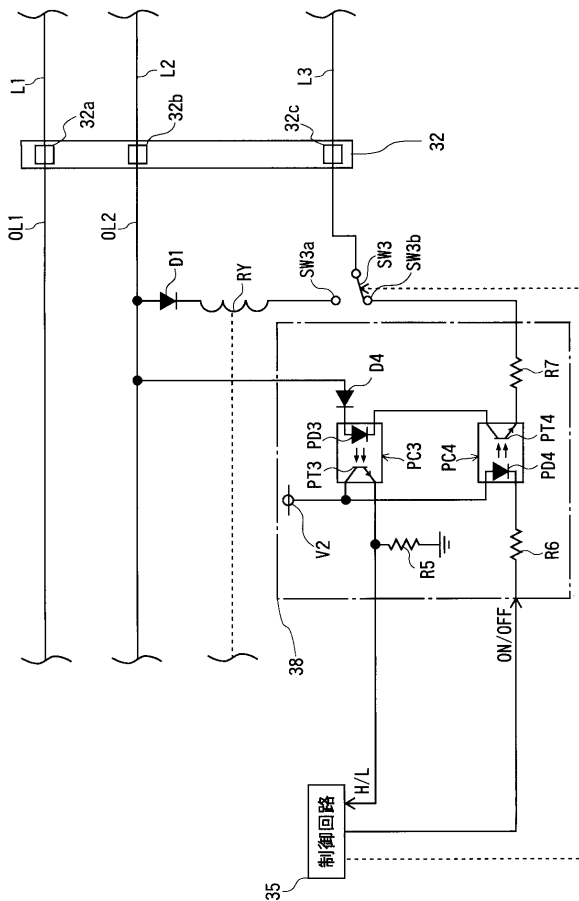 L1
L2
L3
32a
32b
32c
32
OL1
OL2
D1
RY
SW3a
SW3
SW3b
D4
R7
PD3
PT3
PC3
PC4
PT4
PD4
V2
R5
R6
38
ON/OFF
H/L
制御回路
35